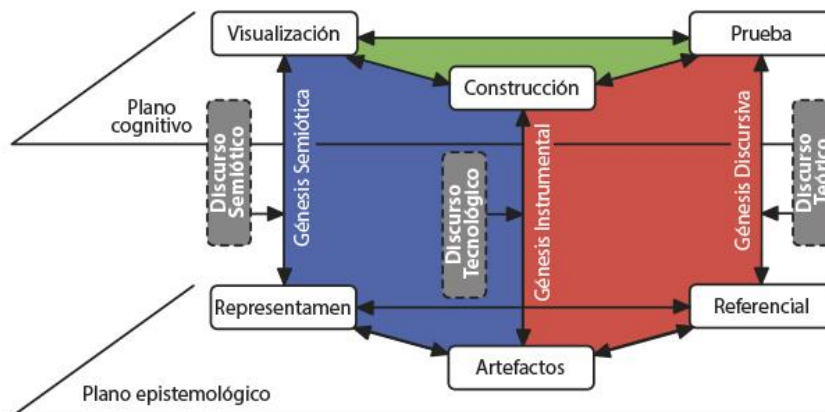 Visualización
Prueba
Construcción
Plano
cognitivo
Discurso
Semiótico
Génesis Semiótica
Discurso
Tecnológico
Génesis Instrumental
Génesis Discursiva
Discurso
Teórico
Representamen
Referencial
Artefactos
Plano epistemológico